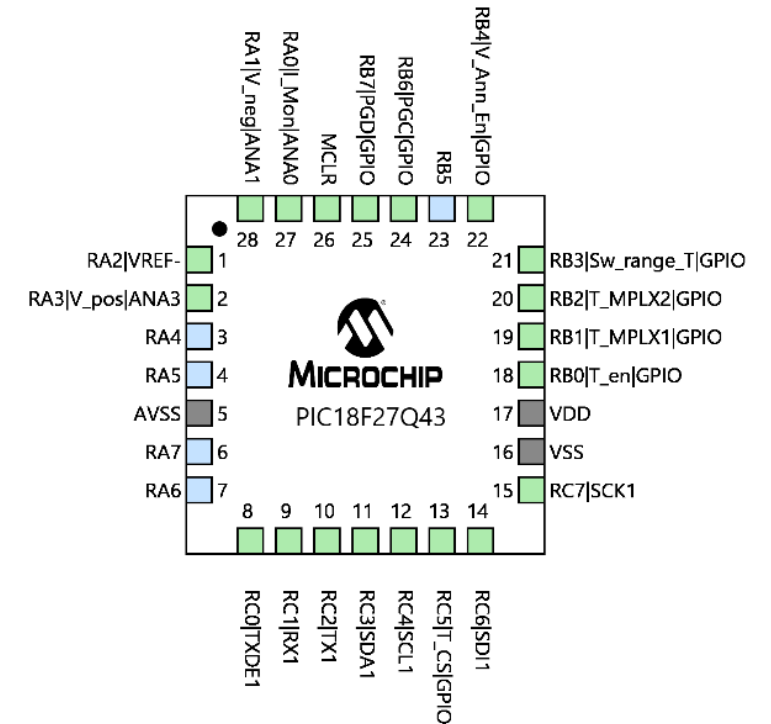 RA1|V_neg|ANA1
RA0|I_Mon|ANA0
MCLR
RB7|PGD|GPIO
RB6|PGC|GPIO
RB5
RB4|V_Ann_En|GPIO
28 27 26 25 24 23 22
RA2|VREF- 1
RA3|V_pos|ANA3 2
RA4 3
RA5 4
AVSS 5
RA7 6
RA6 7
MICROCHIP
PIC18F27Q43
21 RB3|Sw_range_T|GPIO
20 RB2|T_MPLX2|GPIO
19 RB1|T_MPLX1|GPIO
18 RB0|T_en|GPIO
17 VDD
16 VSS
15 RC7|SCK1
8 9 10 11 12 13 14
RC0|TXDE1
RC1|RX1
RC2|TX1
RC3|SDA1
RC4|SCL1
RC5|T_CS|GPIO
RC6|SDI1